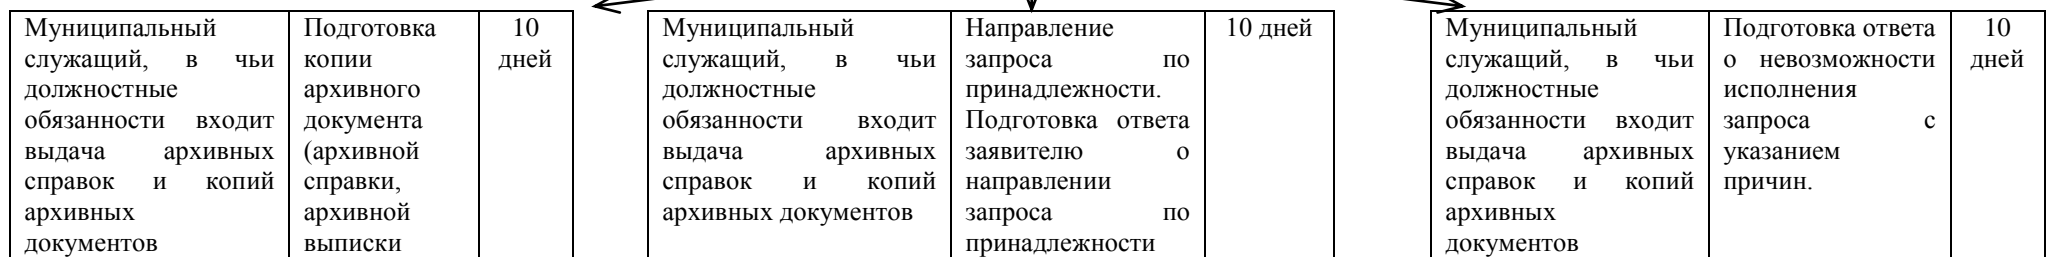 Муниципальный
служащий, в чьи
должностные
обязанности входит
выдача архивных
справок и копий
архивных
документов
Подготовка
копии
архивного
документа
(архивной
справки,
архивной
выписки
10
дней
Муниципальный
служащий, в чьи
должностные
обязанности входит
выдача архивных
справок и копий
архивных документов
Направление
запроса по
принадлежности.
Подготовка ответа
заявителю о
направлении
запроса по
принадлежности
10 дней
Муниципальный
служащий, в чьи
должностные
обязанности входит
выдача архивных
справок и копий
архивных
документов
Подготовка ответа
о невозможности
исполнения
запроса с
указанием
причин.
10
дней